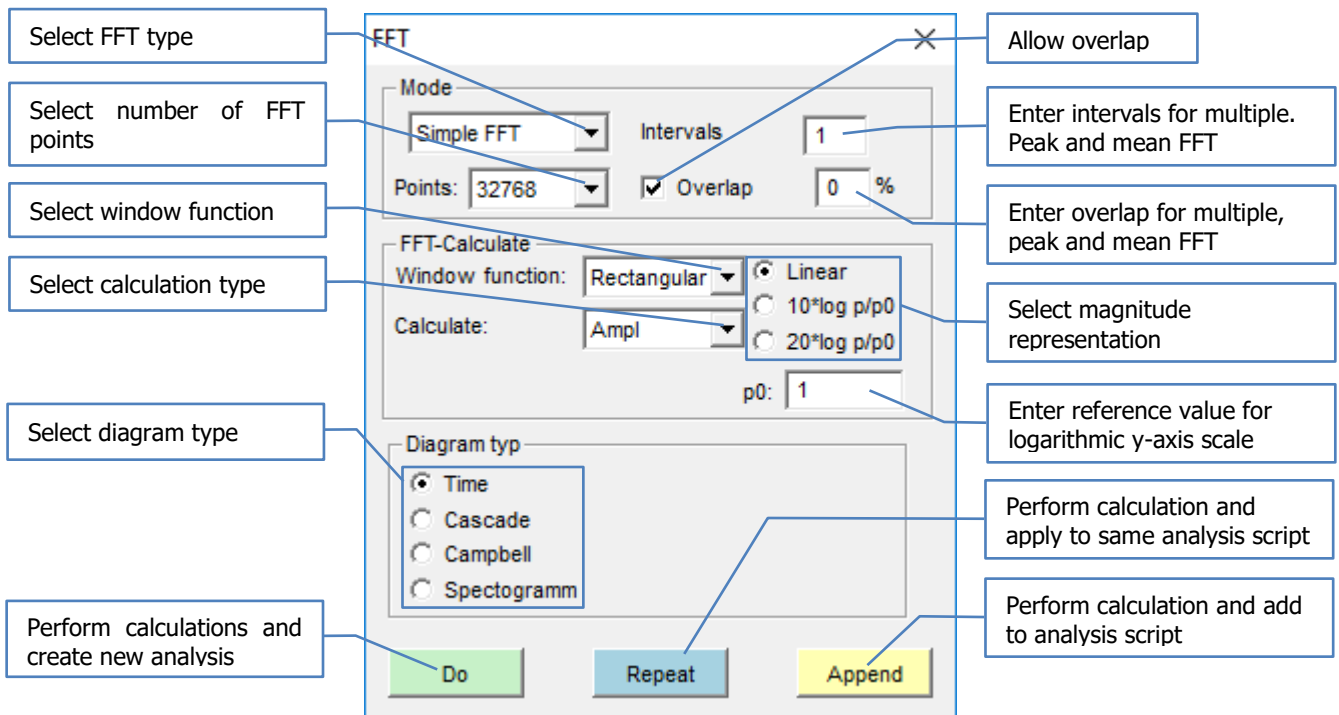 Select FFT type
Select number of FFT
points
Select window function
Select calculation type
Select diagram type
Perform calculations and
create new analysis
FFT
Mode
Simple FFT
Intervals
1
Points:
32768
Overlap
0
%
FFT-Calculate
Window function:
Rectangular
Linear
10*log p/p0
Calculate:
Ampl
20*log p/p0
p0:
1
Diagram typ
Time
Cascade
Campbell
Spectogramm
Do
Repeat
Append
Allow overlap
Enter intervals for multiple.
Peak and mean FFT
Enter overlap for multiple,
peak and mean FFT
Select magnitude
representation
Enter reference value for
logarithmic y-axis scale
Perform calculation and
apply to same analysis script
Perform calculation and add
to analysis script